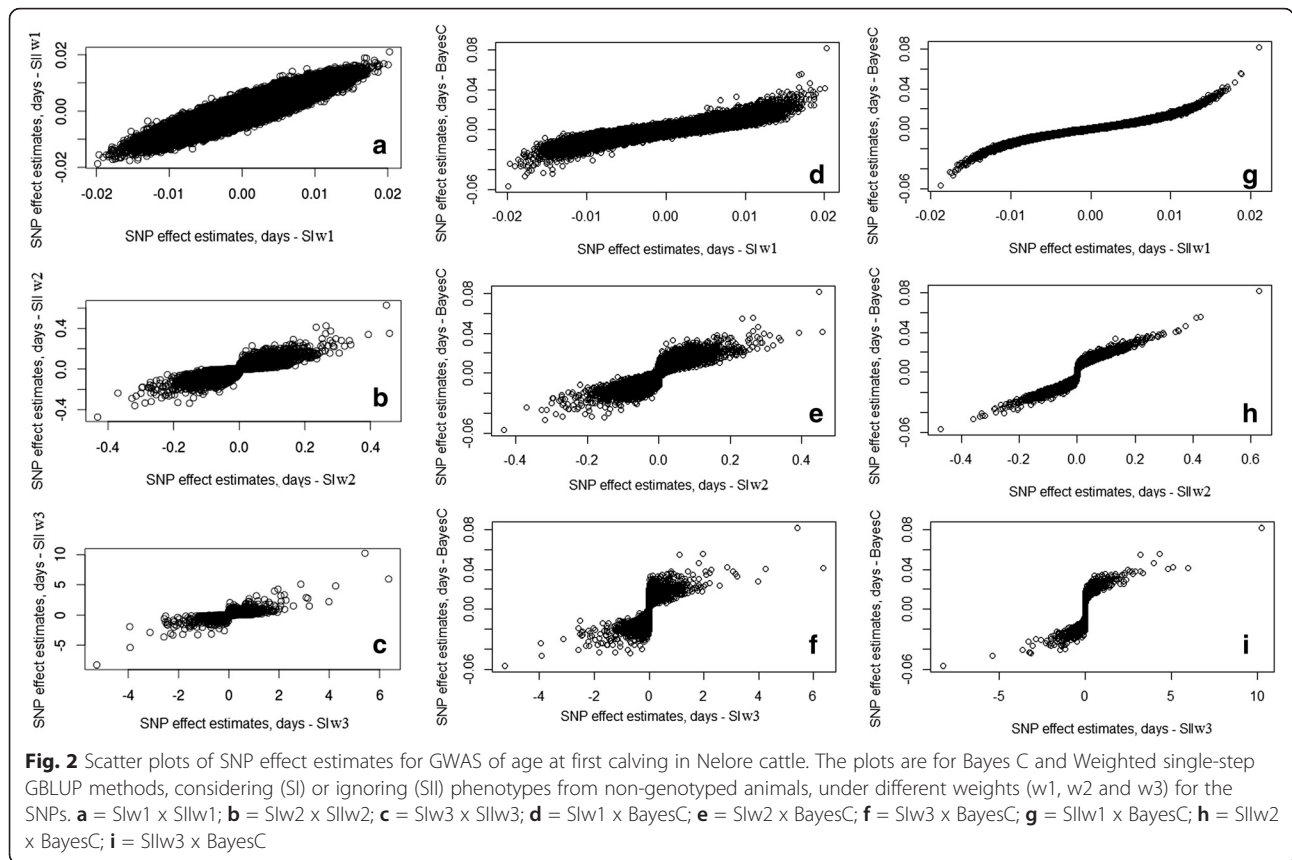 SNP effect estimates, days - SII w1
0.02
0.00
-0.02
a
-0.02 -0.01 0.00 0.01 0.02
SNP effect estimates, days - SIw1
SNP effect estimates, days - BayesC
0.08
0.04
0.00
-0.06
d
-0.02 -0.01 0.00 0.01 0.02
SNP effect estimates, days - SIw1
SNP effect estimates, days - BayesC
0.08
0.04
0.00
-0.06
g
-0.02 -0.01 0.00 0.01 0.02
SNP effect estimates, days - SIIw1
SNP effect estimates, days - SII w2
0.4
0.0
-0.4
b
-0.4 -0.2 0.0 0.2 0.4
SNP effect estimates, days - SIw2
SNP effect estimates, days - BayesC
0.08
0.04
0.00
-0.06
e
-0.4 -0.2 0.0 0.2 0.4
SNP effect estimates, days - SIw2
SNP effect estimates, days - BayesC
0.08
0.04
0.00
-0.06
h
-0.4 -0.2 0.0 0.2 0.4 0.6
SNP effect estimates, days - SIIw2
SNP effect estimates, days - SII w3
10
5
0
-5
c
-4 -2 0 2 4 6
SNP effect estimates, days - SIw3
SNP effect estimates, days - BayesC
0.08
0.04
0.00
-0.06
f
-4 -2 0 2 4 6
SNP effect estimates, days - SIw3
SNP effect estimates, days - BayesC
0.08
0.04
0.00
-0.06
i
-5 0 5 10
SNP effect estimates, days - SIIw3
Fig. 2 Scatter plots of SNP effect estimates for GWAS of age at first calving in Nelore cattle. The plots are for Bayes C and Weighted single-step
GBLUP methods, considering (SI) or ignoring (SII) phenotypes from non-genotyped animals, under different weights (w1, w2 and w3) for the
SNPs. a = SIw1 x SIIw1; b = SIw2 x SIIw2; c = SIw3 x SIIw3; d = SIw1 x BayesC; e = SIw2 x BayesC; f = SIw3 x BayesC; g = SIIw1 x BayesC; h = SIIw2
x BayesC; i = SIIw3 x BayesC